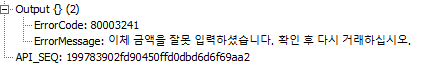 Output {} (2)
ErrorCode: 80003241
ErrorMessage: 이체 금액을 잘못 입력하셨습니다. 확인 후 다시 거래하십시오.
API_SEQ: 199783902fd90450ffd0dbd6d6f69aa2